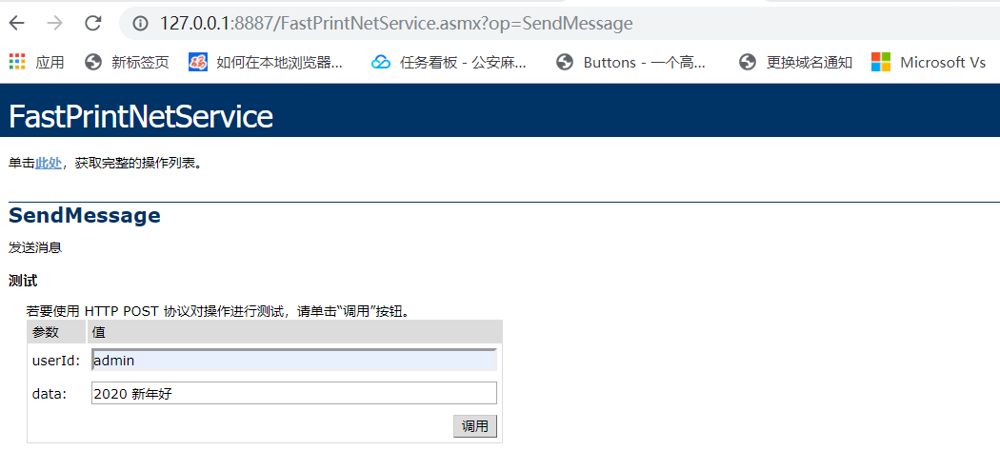 127.0.0.1:8887/FastPrintNetService.asmx?op=SendMessage
应用 新标签页 如何在本地浏览器... 任务看板 - 公安麻... Buttons - 一个高... 更换域名通知 Microsoft Vs
FastPrintNetService
单击此处，获取完整的操作列表。
SendMessage
发送消息
测试
若要使用 HTTP POST 协议对操作进行测试，请单击“调用”按钮。
参数 值
userId: admin
data: 2020 新年好
调用